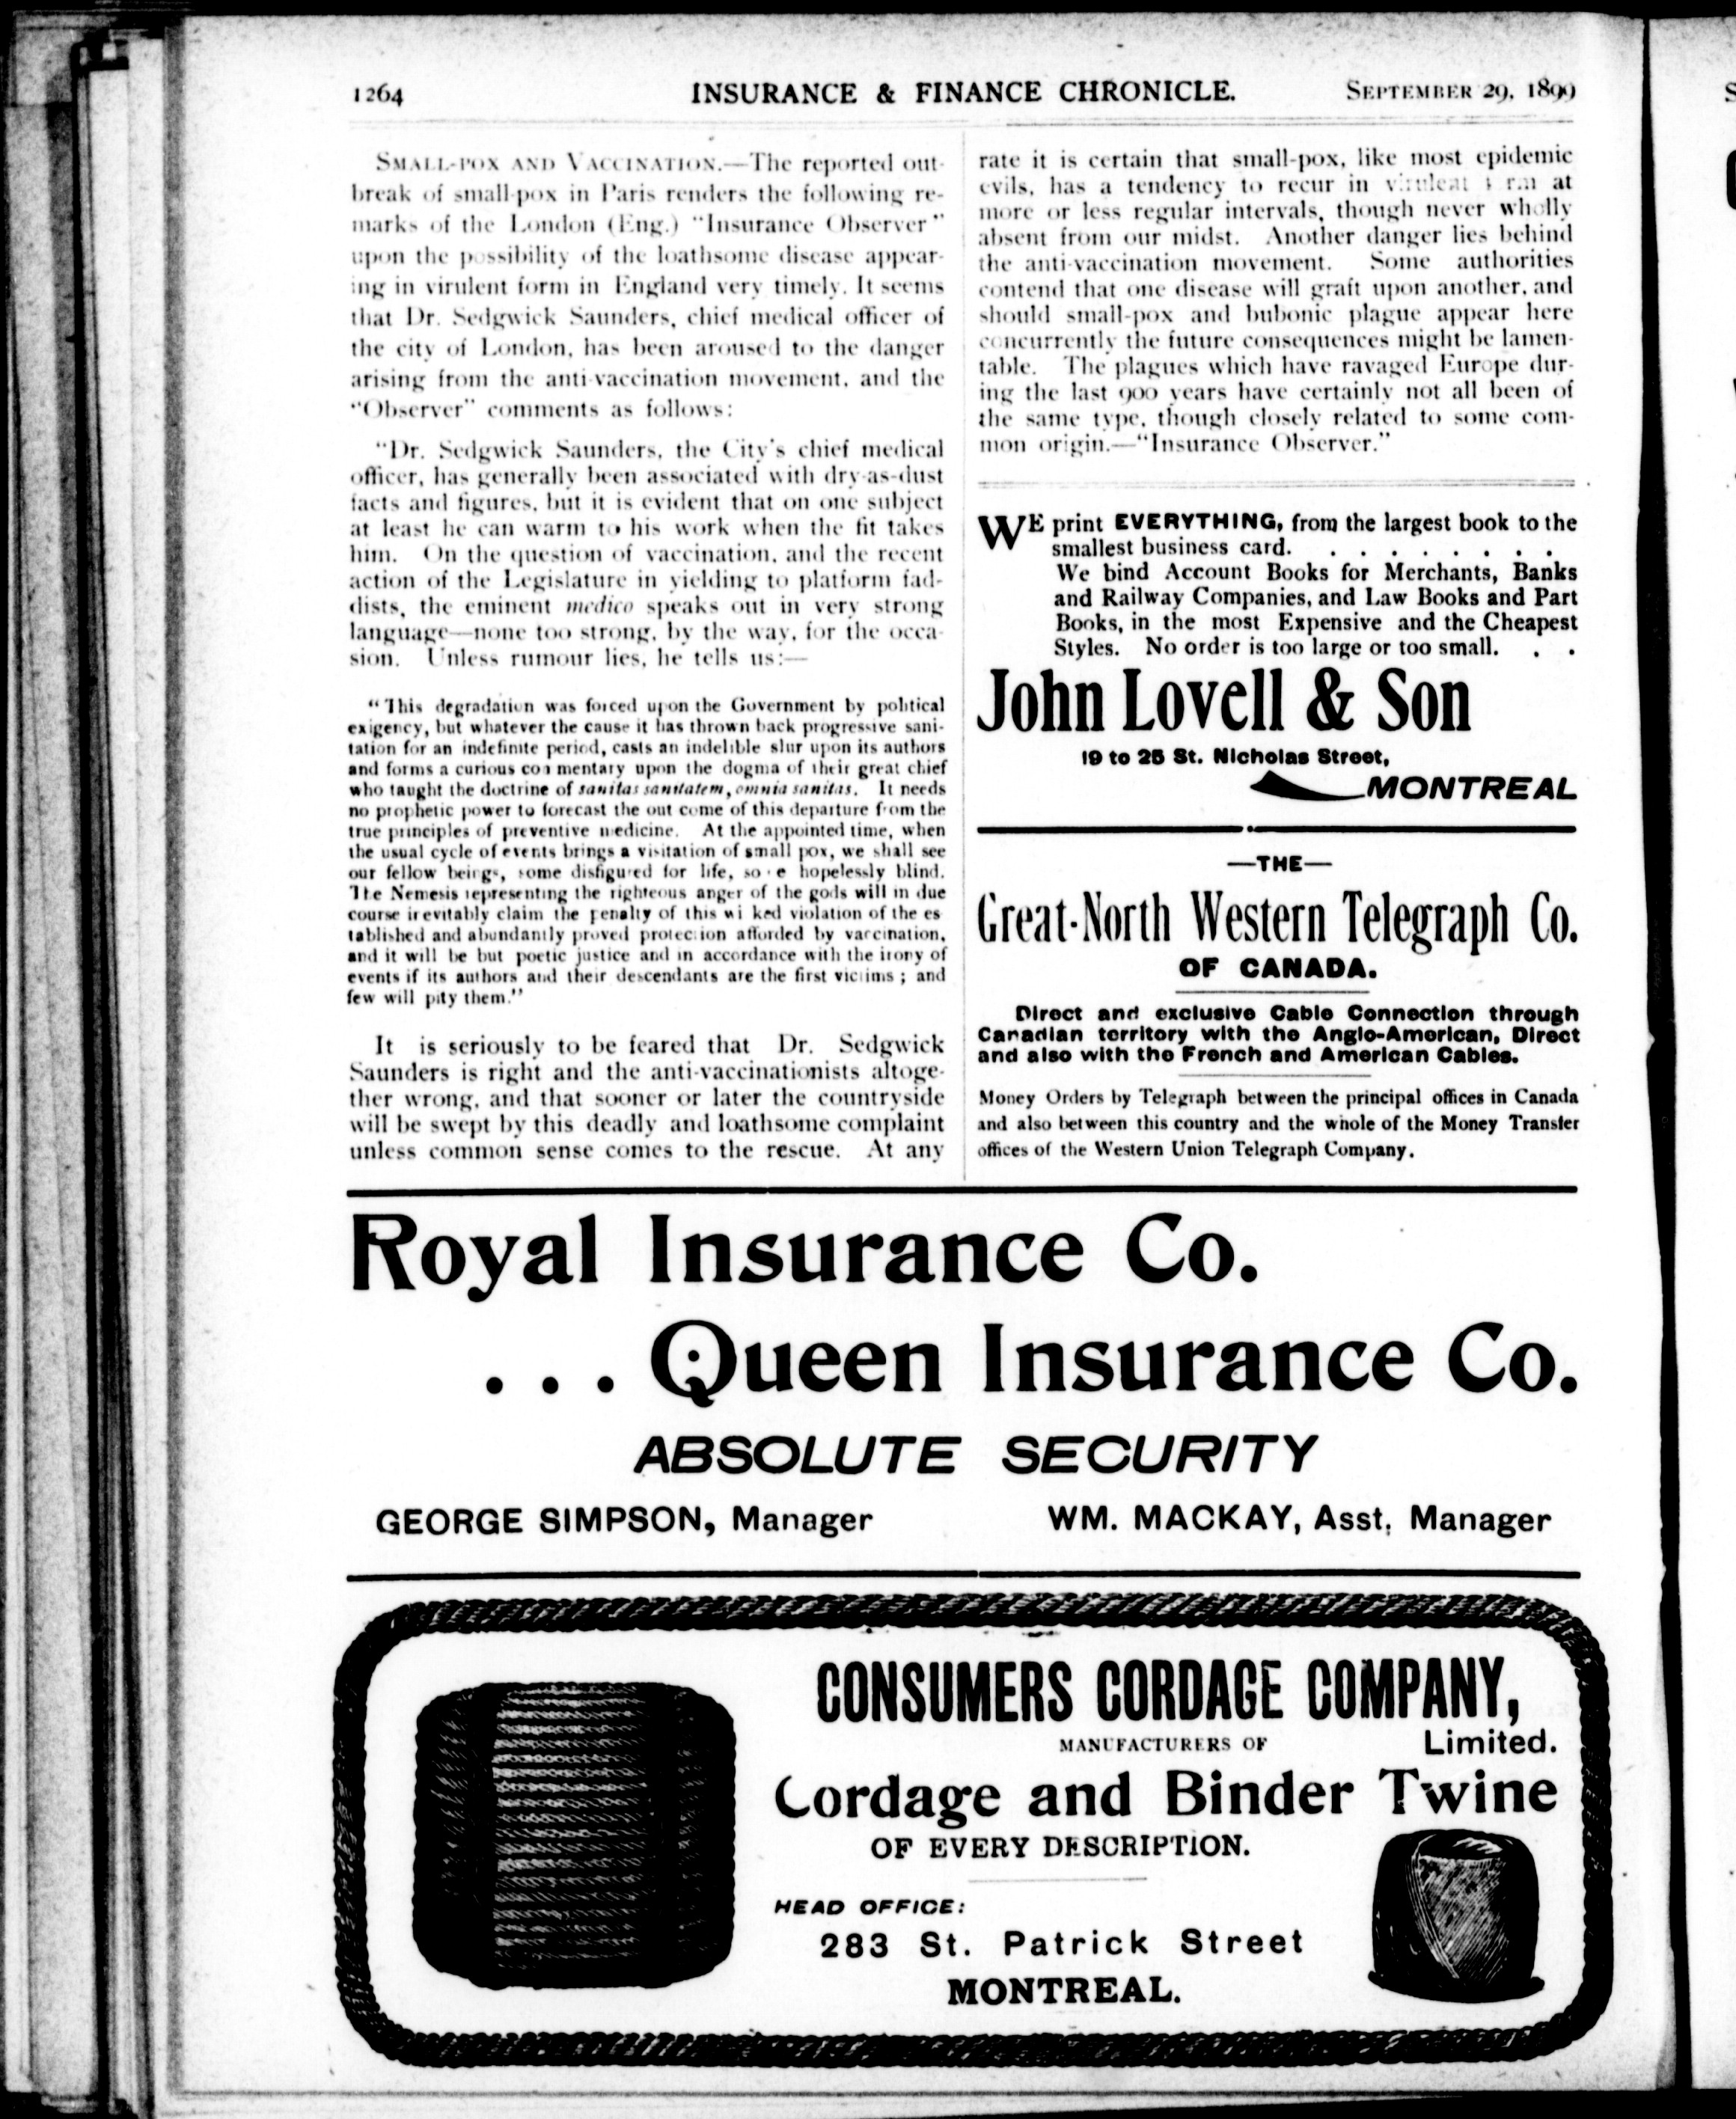 1264 INSURANCE & FINANCE CHRONICLE. SEPTEMBER 29, 1899
SMALL-POX AND VACCINATION.—The reported out-
break of small-pox in Paris renders the following re-
marks of the London (Eng.) "Insurance Observer"
upon the possibility of the loathsome disease appear-
ing in virulent form in England very timely. It seems
that Dr. Sedgwick Saunders, chief medical officer of
the city of London, has been aroused to the danger
arising from the anti-vaccination movement, and the
"Observer" comments as follows:
"Dr. Sedgwick Saunders, the City's chief medical
officer, has generally been associated with dry-as-dust
facts and figures, but it is evident that on one subject
at least he can warm to his work when the fit takes
him. On the question of vaccination, and the recent
action of the Legislature in yielding to platform fad-
dists, the eminent medico speaks out in very strong
language—none too strong, by the way, for the occa-
sion. Unless rumour lies, he tells us:—
"This degradation was forced upon the Government by political
exigency, but whatever the cause it has thrown back progressive sani-
tation for an indefinite period, casts an indelible slur upon its authors
and forms a curious commentary upon the dogma of their great chief
who taught the doctrine of sanitas sanitatem, omnia sanitas. It needs
no prophetic power to forecast the out come of this departure from the
true principles of preventive medicine. At the appointed time, when
the usual cycle of events brings a visitation of small pox, we shall see
our fellow beings, some disfigured for life, some hopelessly blind.
The Nemesis representing the righteous anger of the gods will in due
course inevitably claim the penalty of this wicked violation of the es
tablished and abundantly proved protection afforded by vaccination,
and it will be but poetic justice and in accordance with the irony of
events if its authors and their descendants are the first victims; and
few will pity them."
It is seriously to be feared that Dr. Sedgwick
Saunders is right and the anti-vaccinationists altoge-
ther wrong, and that sooner or later the countryside
will be swept by this deadly and loathsome complaint
unless common sense comes to the rescue. At any
rate it is certain that small-pox, like most epidemic
evils, has a tendency to recur in virulent at
more or less regular intervals, though never wholly
absent from our midst. Another danger lies behind
the anti-vaccination movement. Some authorities
contend that one disease will graft upon another, and
should small-pox and bubonic plague appear here
concurrently the future consequences might be lamen-
table. The plagues which have ravaged Europe dur-
ing the last 900 years have certainly not all been of
the same type, though closely related to some com-
mon origin.—"Insurance Observer."
WE print EVERYTHING, from the largest book to the
smallest business card. . . . . . . . .
We bind Account Books for Merchants, Banks
and Railway Companies, and Law Books and Part
Books, in the most Expensive and the Cheapest
Styles. No order is too large or too small. . .
John Lovell & Son
19 to 25 St. Nicholas Street,
MONTREAL
—THE—
Great-North Western Telegraph Co.
OF CANADA.
Direct and exclusive Cable Connection through
Canadian territory with the Anglo-American, Direct
and also with the French and American Cables.
Money Orders by Telegraph between the principal offices in Canada
and also between this country and the whole of the Money Transfer
offices of the Western Union Telegraph Company.
Royal Insurance Co.
. . . Queen Insurance Co.
ABSOLUTE SECURITY
GEORGE SIMPSON, Manager WM. MACKAY, Asst. Manager
CONSUMERS CORDAGE COMPANY,
MANUFACTURERS OF Limited.
Cordage and Binder Twine
OF EVERY DESCRIPTION.
HEAD OFFICE:
283 St. Patrick Street
MONTREAL.